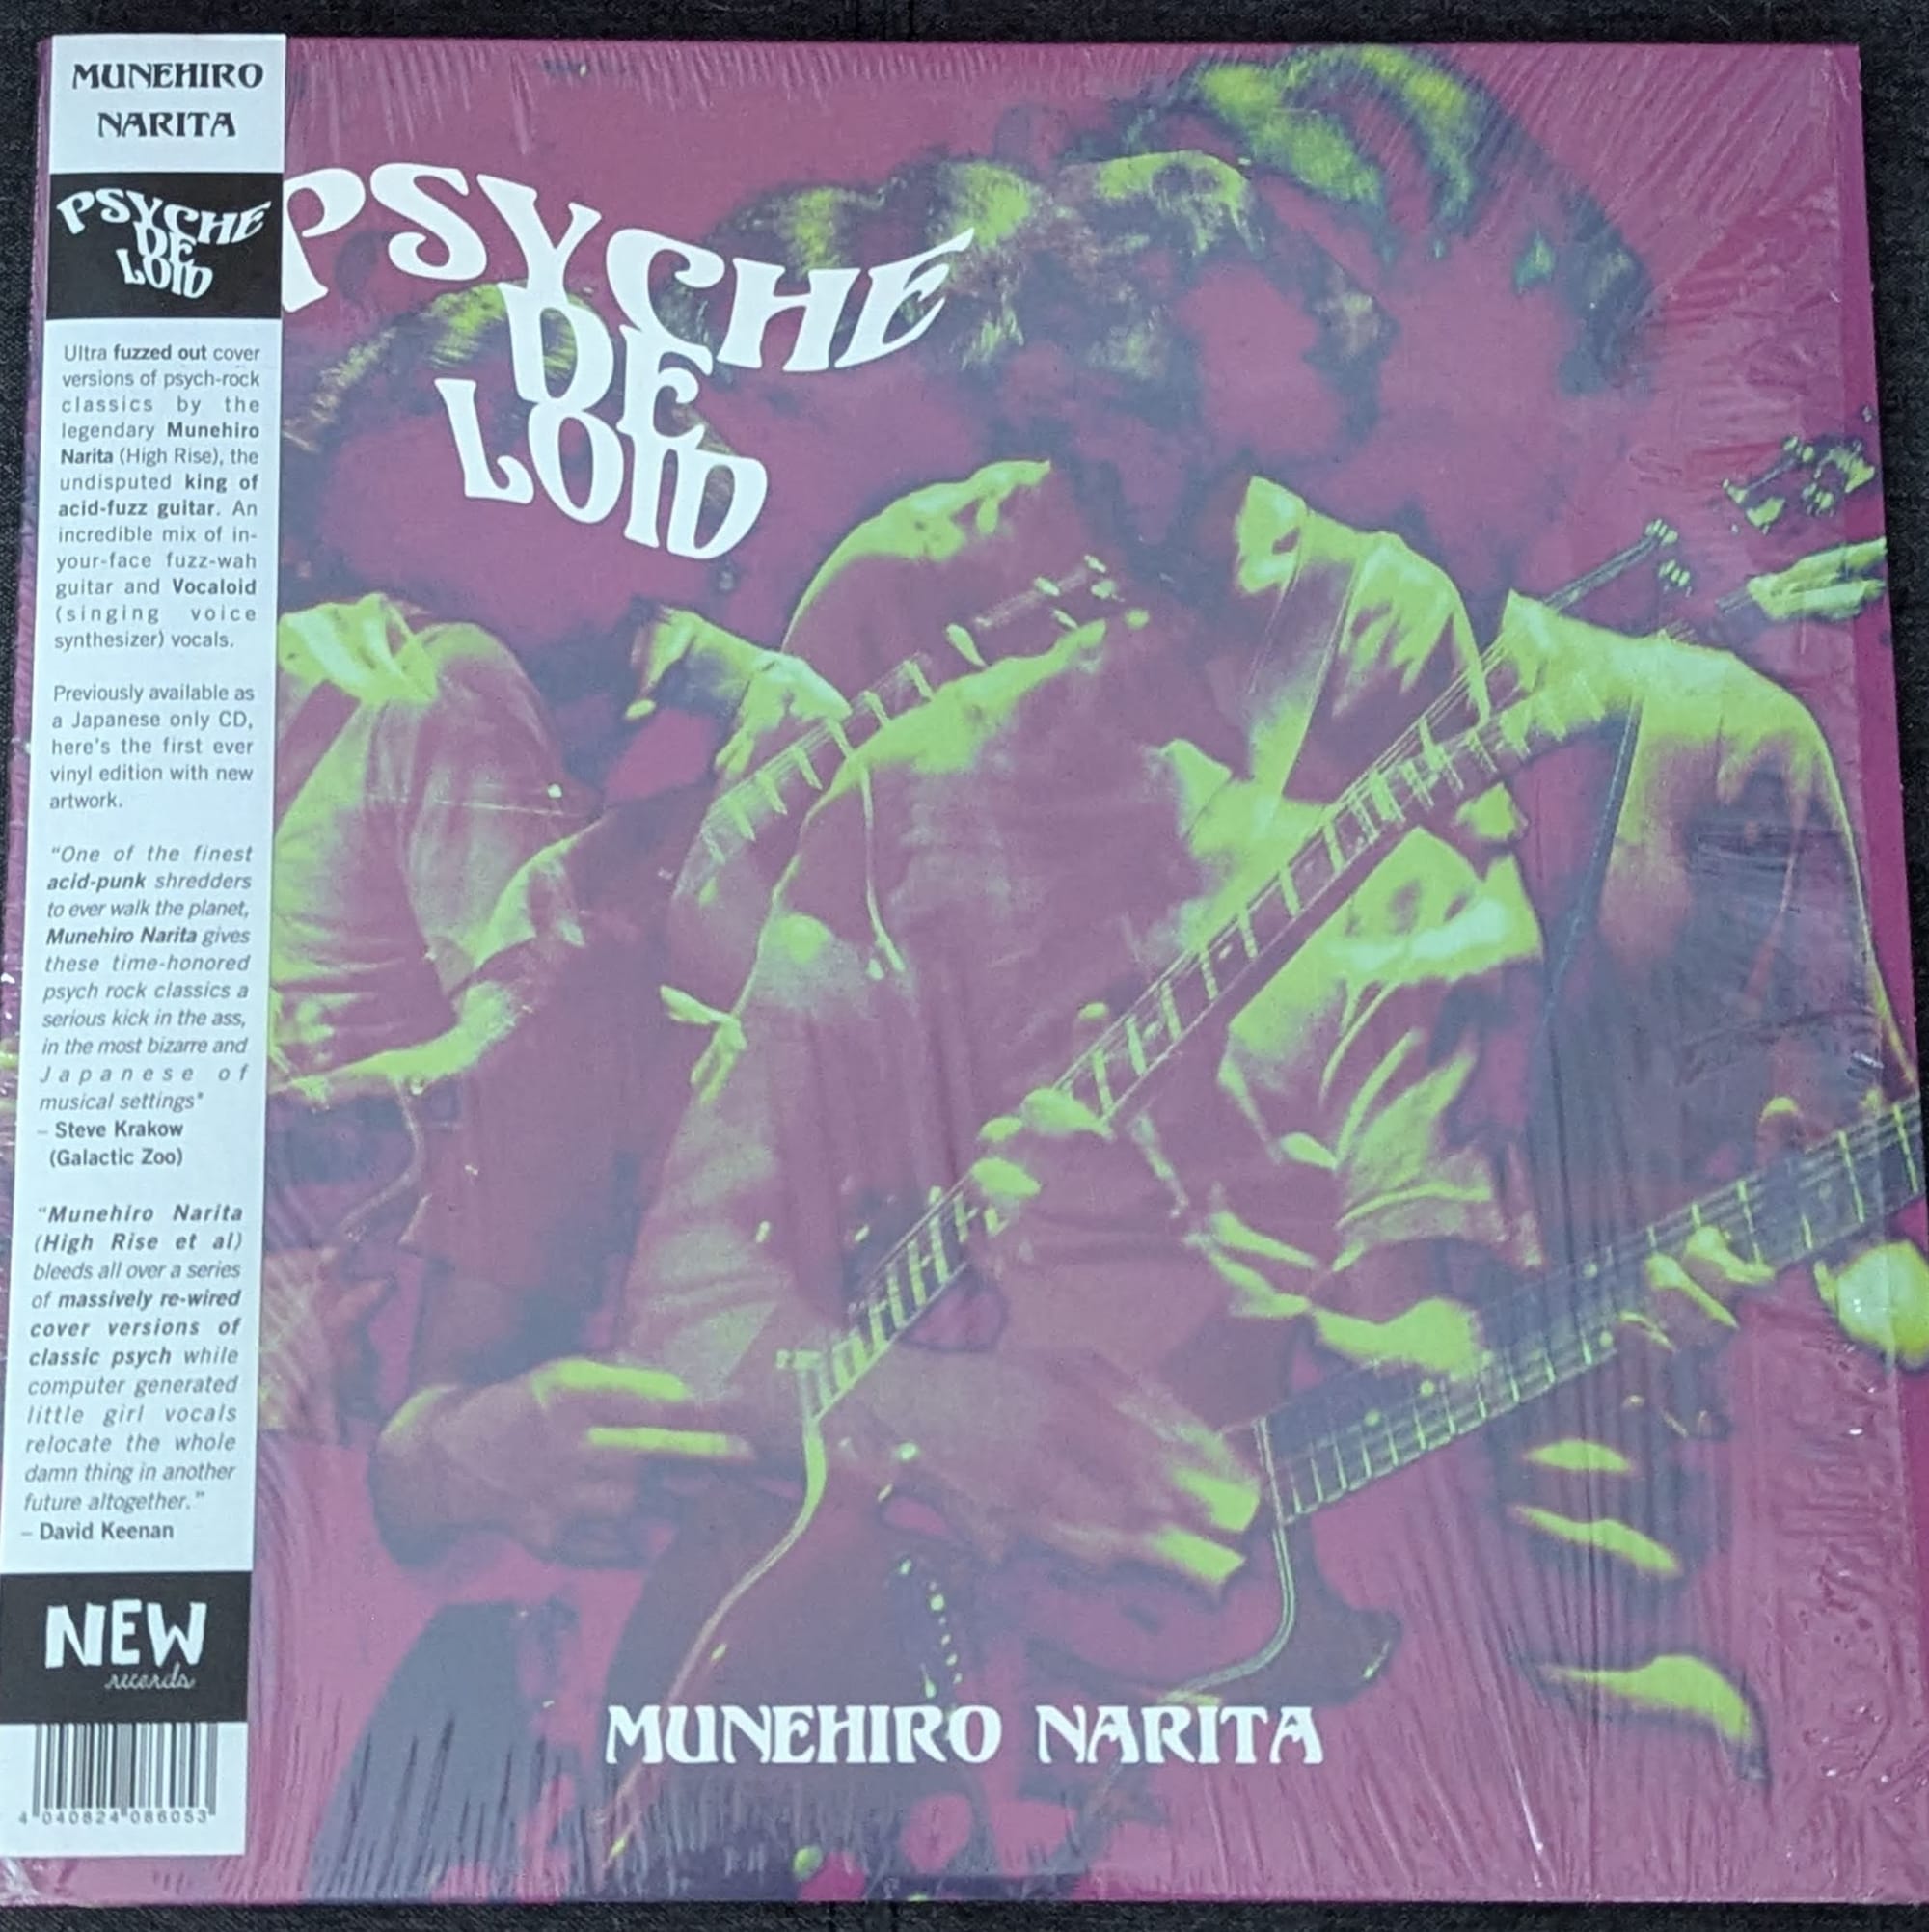 MUNEHIRO
NARITA
PSYCHE
DE
LOID
Ultra fuzzed out cover
versions of psych-rock
classics by the
legendary Munehiro
Narita (High Rise), the
undisputed king of
acid-fuzz guitar. An
incredible mix of in-
your-face fuzz-wah
guitar and Vocaloid
(singing voice
synthesizer) vocals.
Previously available as
a Japanese only CD,
here's the first ever
vinyl edition with new
artwork.
"One of the finest
acid-punk shredders
to ever walk the planet,
Munehiro Narita gives
these time-honored
psych rock classics a
serious kick in the ass,
in the most bizarre and
Japanese of
musical settings"
– Steve Krakow
(Galactic Zoo)
"Munehiro Narita
(High Rise et al)
bleeds all over a series
of massively re-wired
cover versions of
classic psych while
computer generated
little girl vocals
relocate the whole
damn thing in another
future altogether."
– David Keenan
NEW
records
4 040824 086053
PSYCHE
DE
LOID
MUNEHIRO NARITA